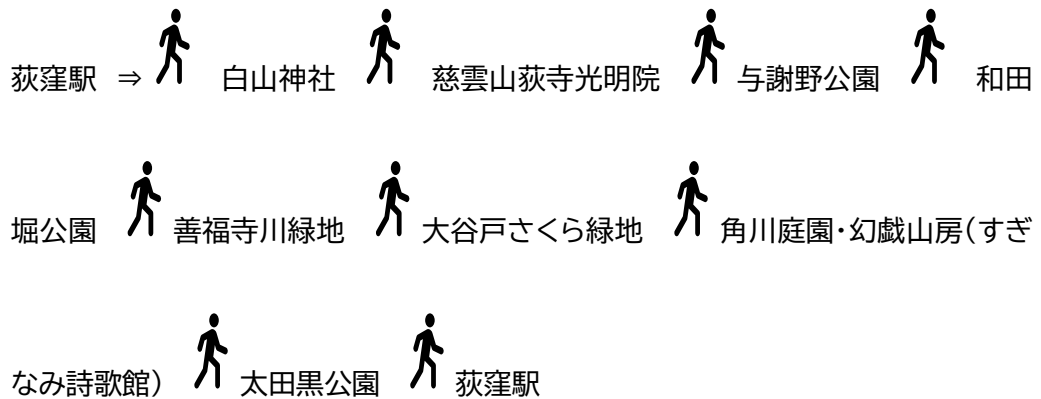 荻窪駅 ⇒ 白山神社 慈雲山荻寺光明院 与謝野公園 和田
堀公園 善福寺川緑地 大谷戸さくら緑地 角川庭園・幻戯山房(すぎ
なみ詩歌館) 太田黒公園 荻窪駅